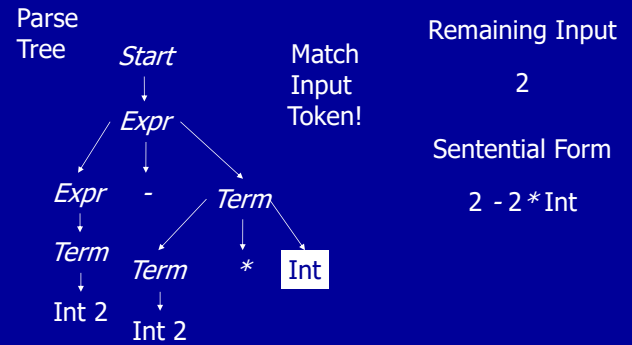 Parse
Tree
Start
Expr
Expr - Term
Term
Term * Int
Int 2
Int 2
Match
Input
Token!
Remaining Input
2
Sentential Form
2 - 2 * Int